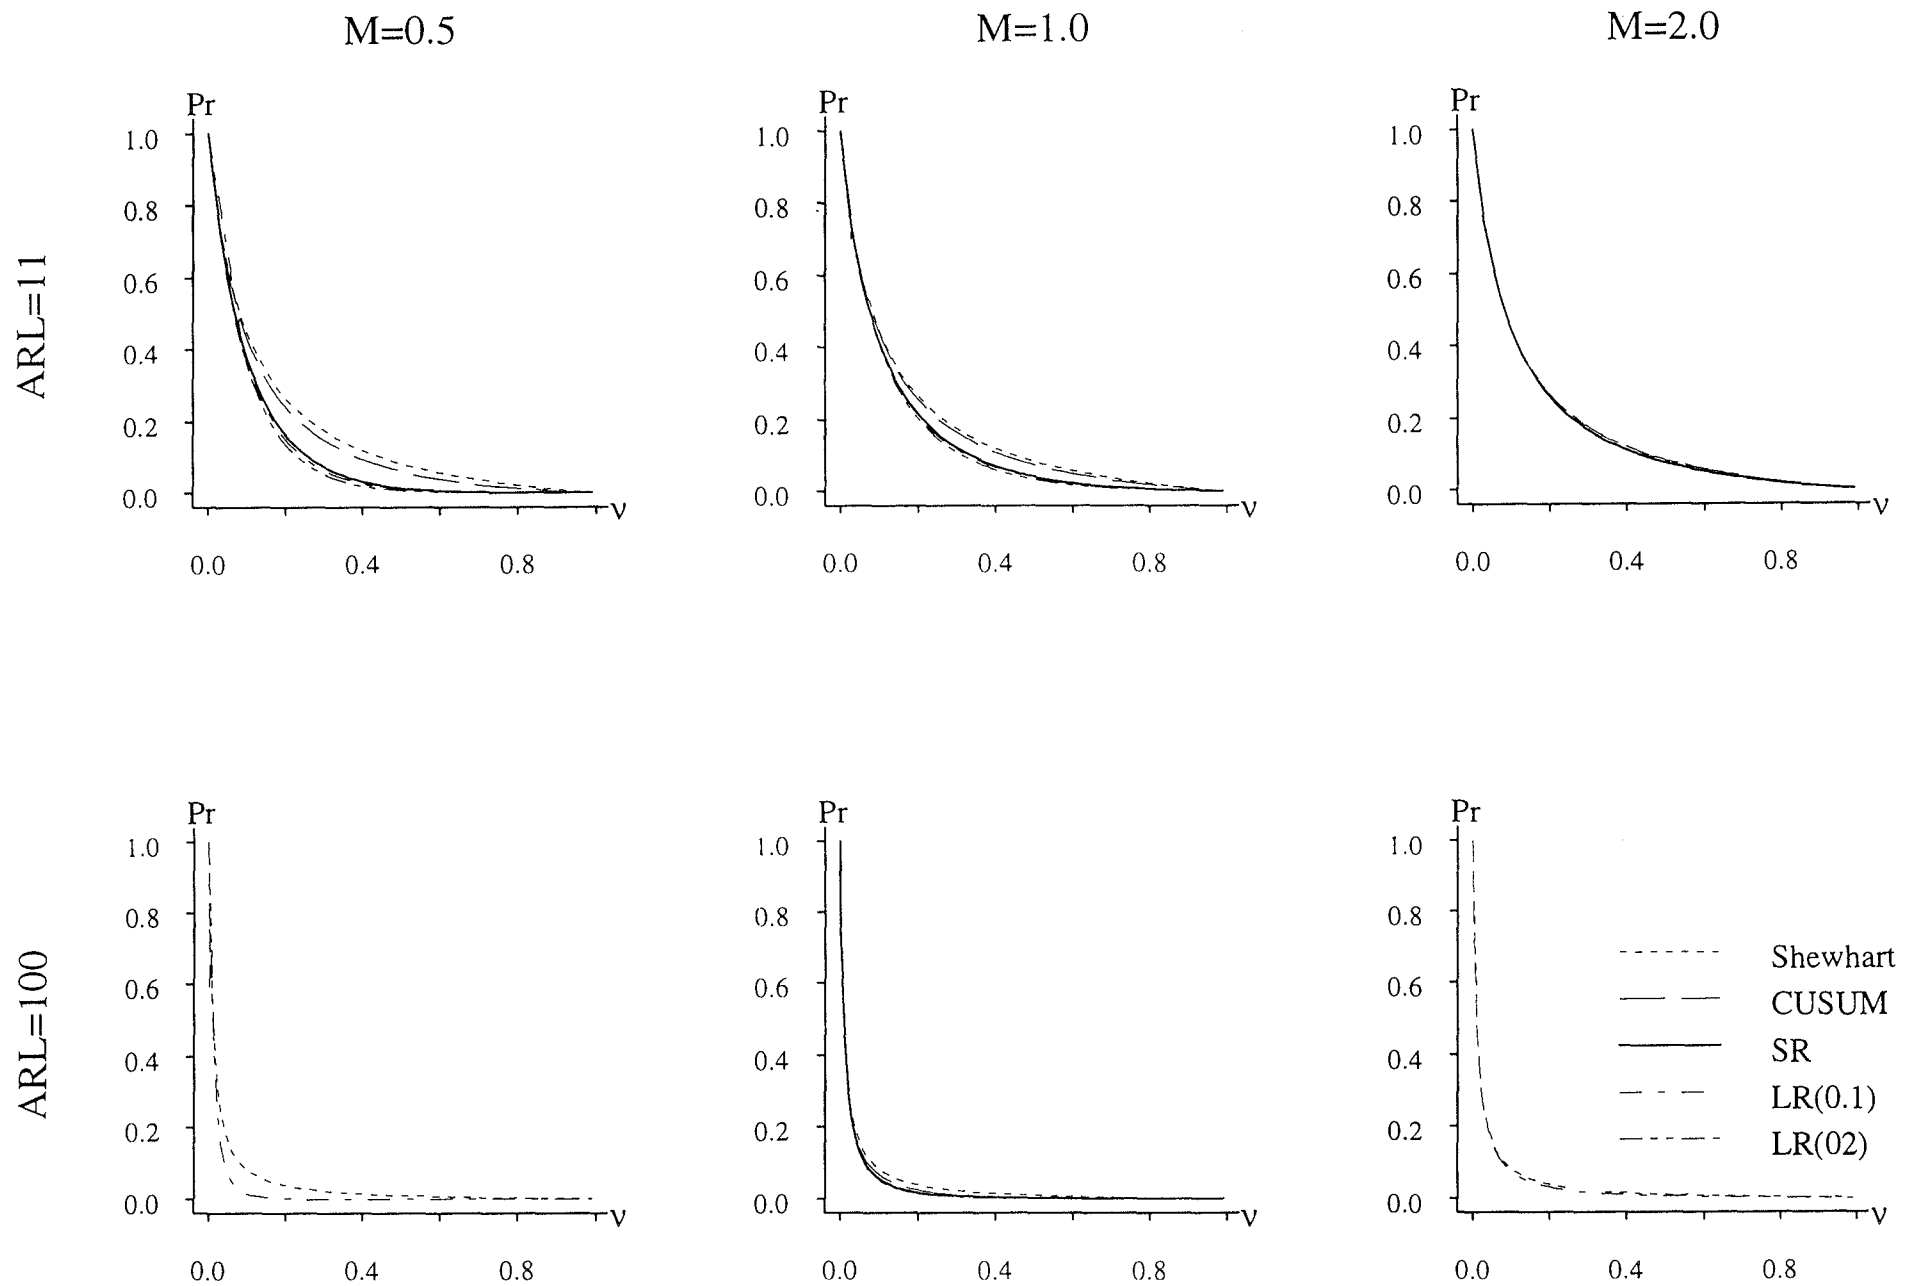 M=0.5
M=1.0
M=2.0
ARL=11
Pr
1.0
0.8
0.6
0.4
0.2
0.0
ν
0.0 0.4 0.8
Pr
1.0
0.8
0.6
0.4
0.2
0.0
ν
0.0 0.4 0.8
Pr
1.0
0.8
0.6
0.4
0.2
0.0
ν
0.0 0.4 0.8
ARL=100
Pr
1.0
0.8
0.6
0.4
0.2
0.0
ν
0.0 0.4 0.8
Pr
1.0
0.8
0.6
0.4
0.2
0.0
ν
0.0 0.4 0.8
Pr
1.0
0.8
0.6
0.4
0.2
0.0
ν
0.0 0.4 0.8
Shewhart
CUSUM
SR
LR(0.1)
LR(02)